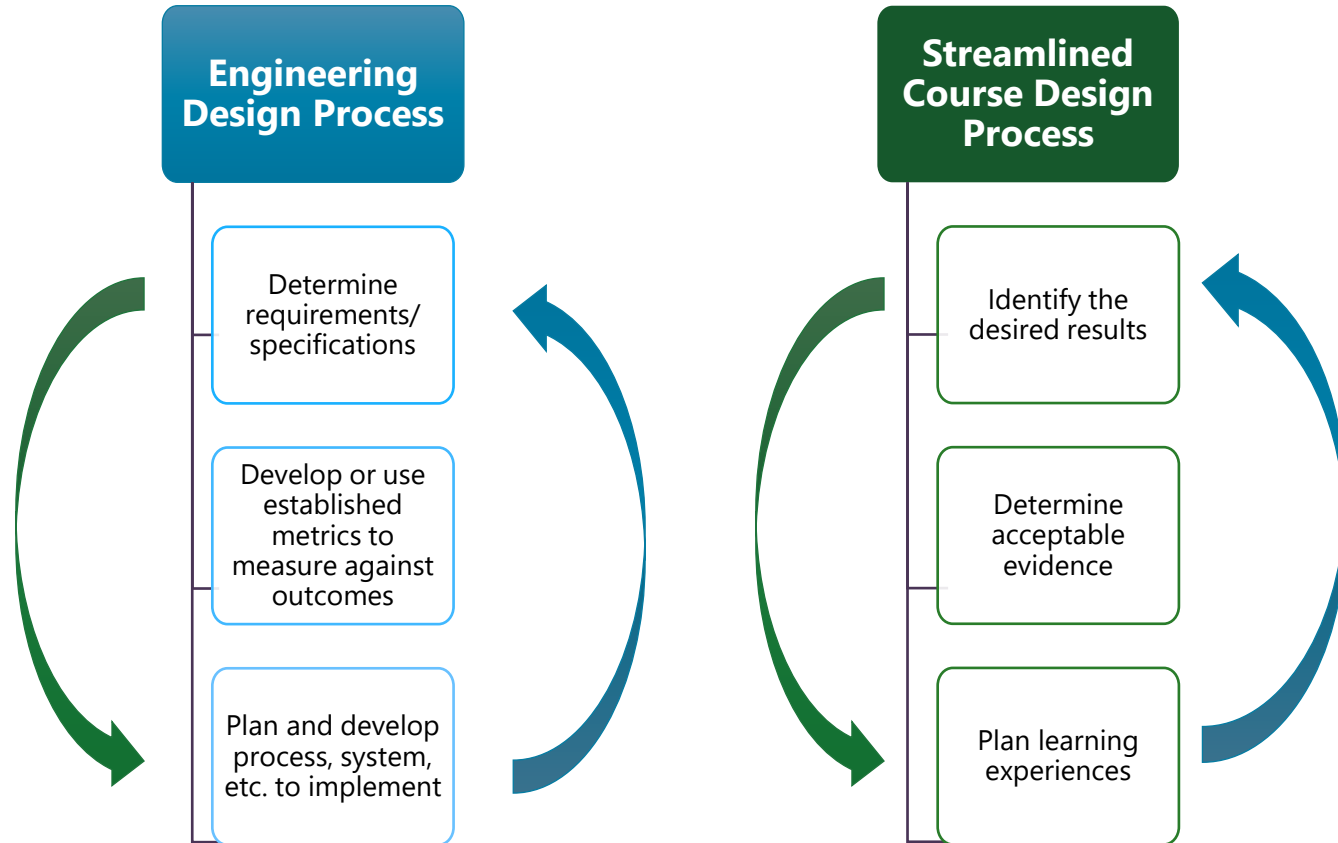 Engineering
Design Process
Determine
requirements/
specifications
Develop or use
established
metrics to
measure against
outcomes
Plan and develop
process, system,
etc. to implement
Streamlined
Course Design
Process
Identify the
desired results
Determine
acceptable
evidence
Plan learning
experiences